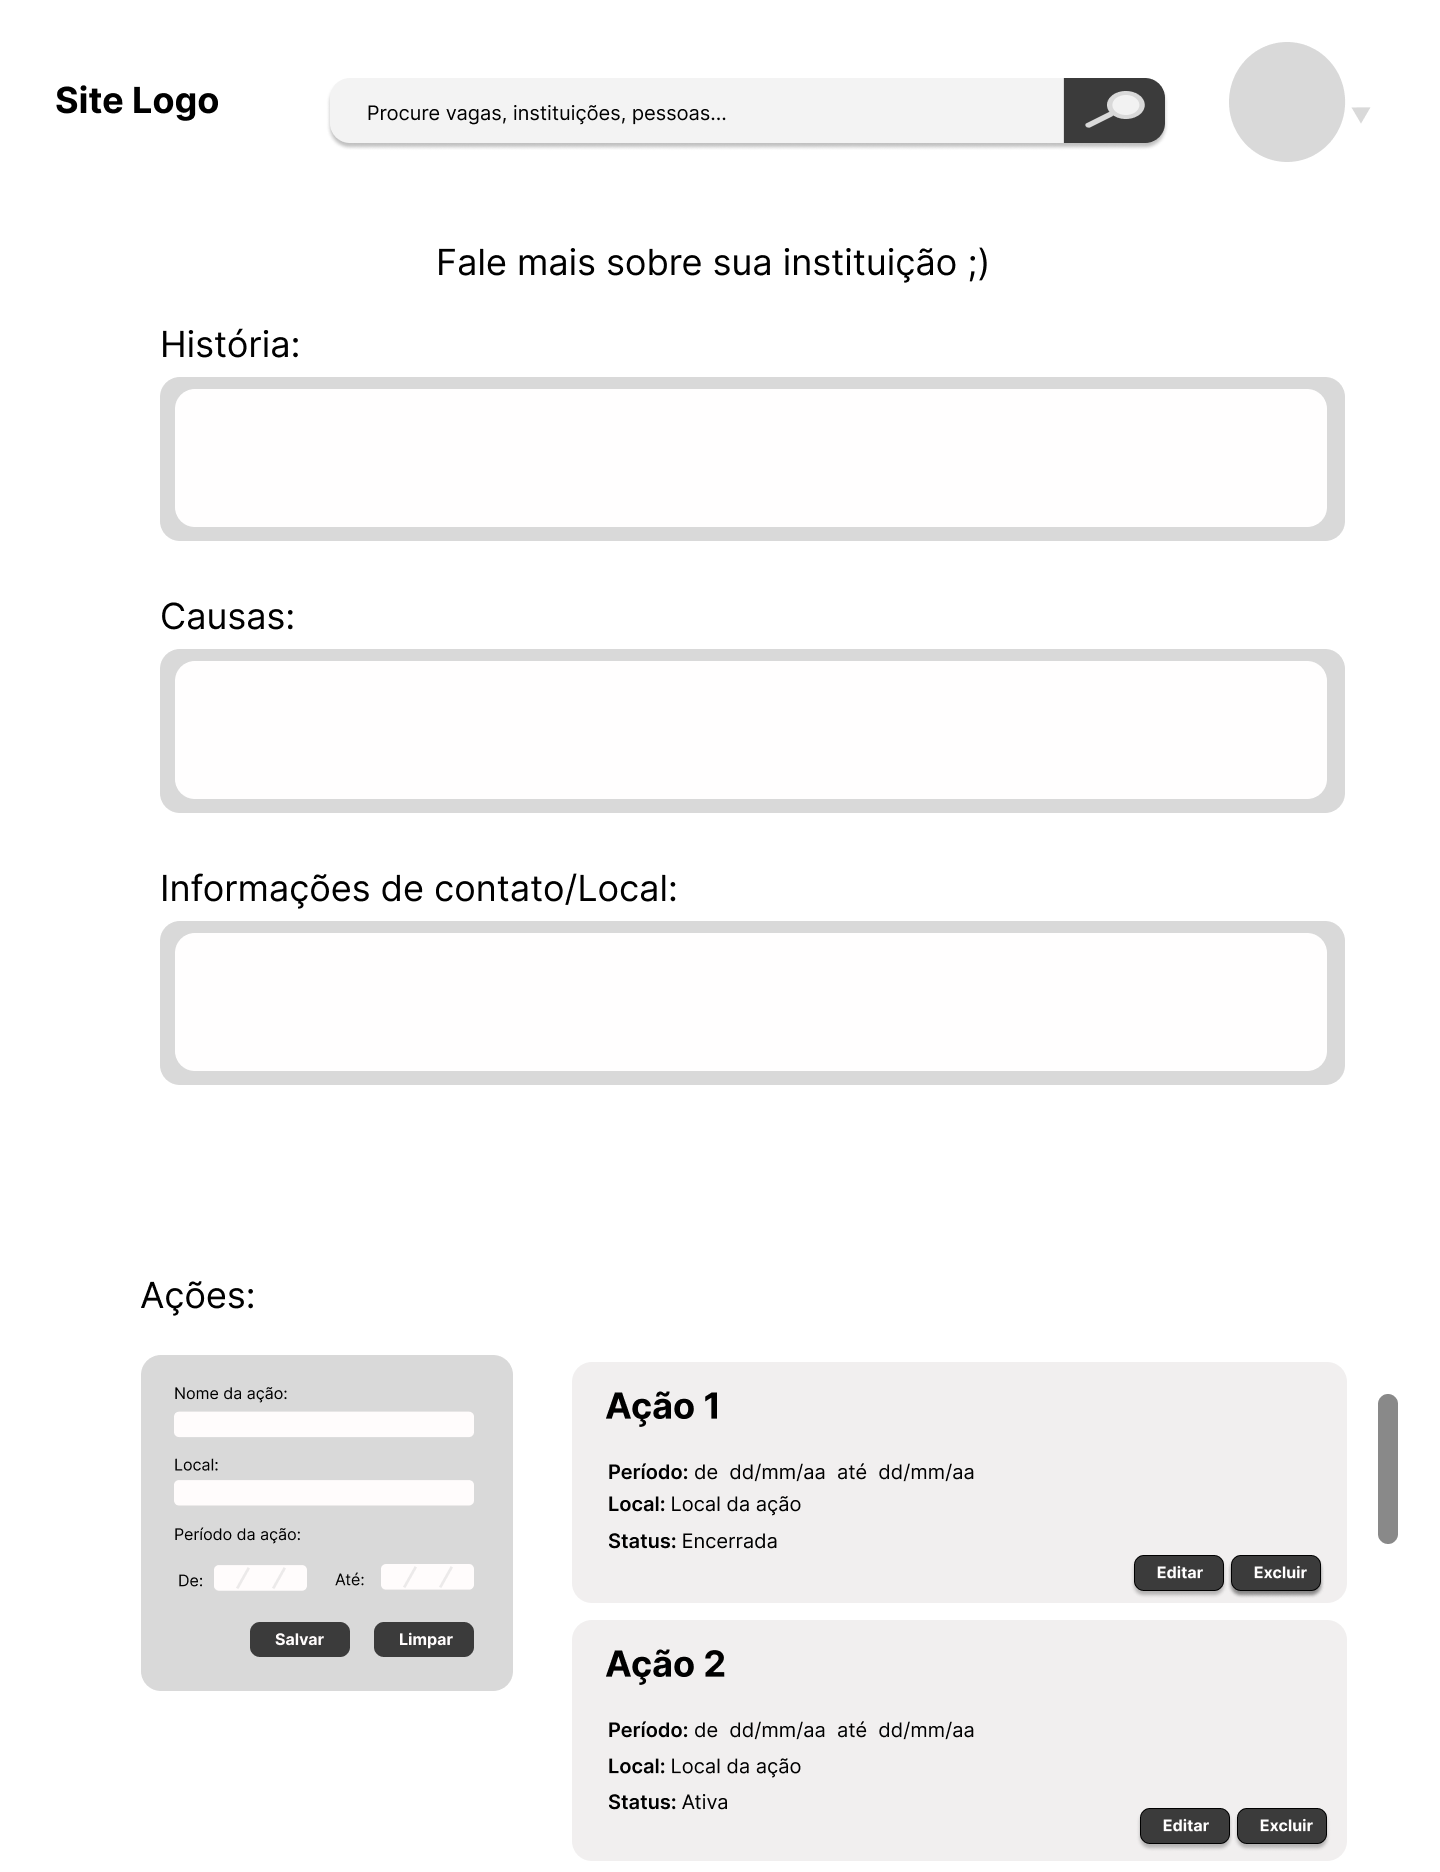 Site Logo
Procure vagas, instituições, pessoas...
Fale mais sobre sua instituição ;)
História:
Causas:
Informações de contato/Local:
Ações:
Nome da ação:
Local:
Período da ação:
De: / / Até: / /
Salvar Limpar
Ação 1
Período: de dd/mm/aa até dd/mm/aa
Local: Local da ação
Status: Encerrada
Editar Excluir
Ação 2
Período: de dd/mm/aa até dd/mm/aa
Local: Local da ação
Status: Ativa
Editar Excluir